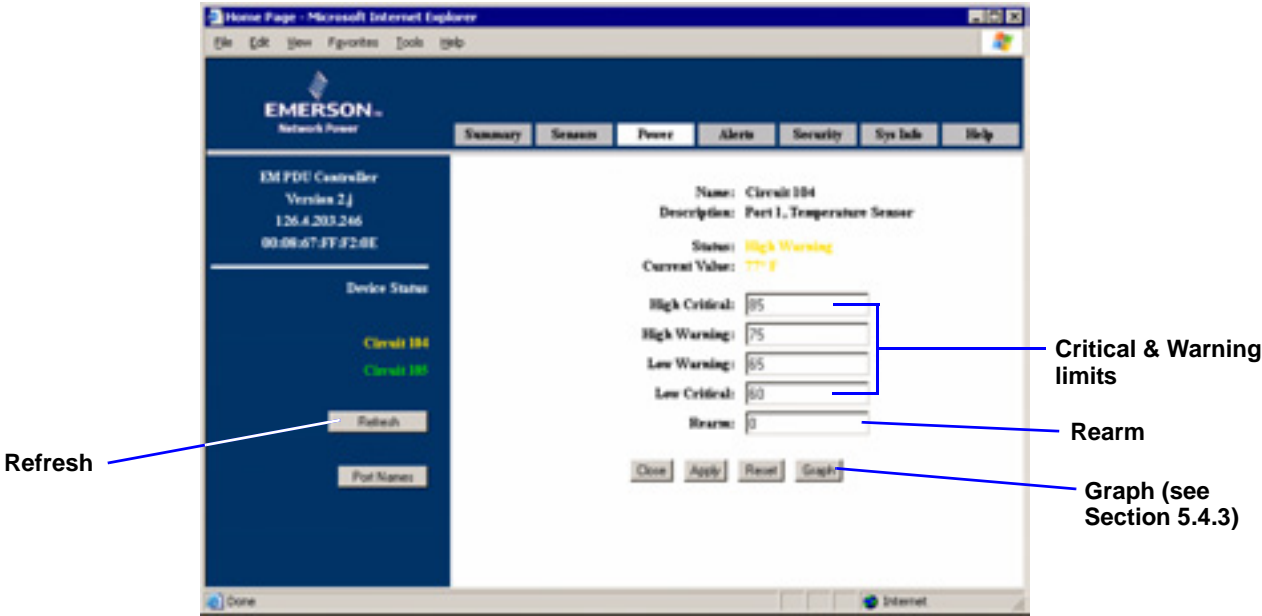 Home Page - Microsoft Internet Explorer
File Edit View Favorites Tools Help
EMERSON™
Network Power
Summary Sensors Power Alerts Security Sys Info Help
EM PDU Controller
Version 2.j
126.4.203.246
00:08:67:FF:F2:0E
Device Status
Circuit 104
Circuit 105
Refresh
Port Names
Name: Circuit 104
Description: Port 1, Temperature Sensor
Status: High Warning
Current Value: 77° F
High Critical: 85
High Warning: 75
Low Warning: 65
Low Critical: 60
Rearm: 0
Close Apply Reset Graph
Critical & Warning
limits
Rearm
Refresh
Graph (see
Section 5.4.3)
Done
Internet